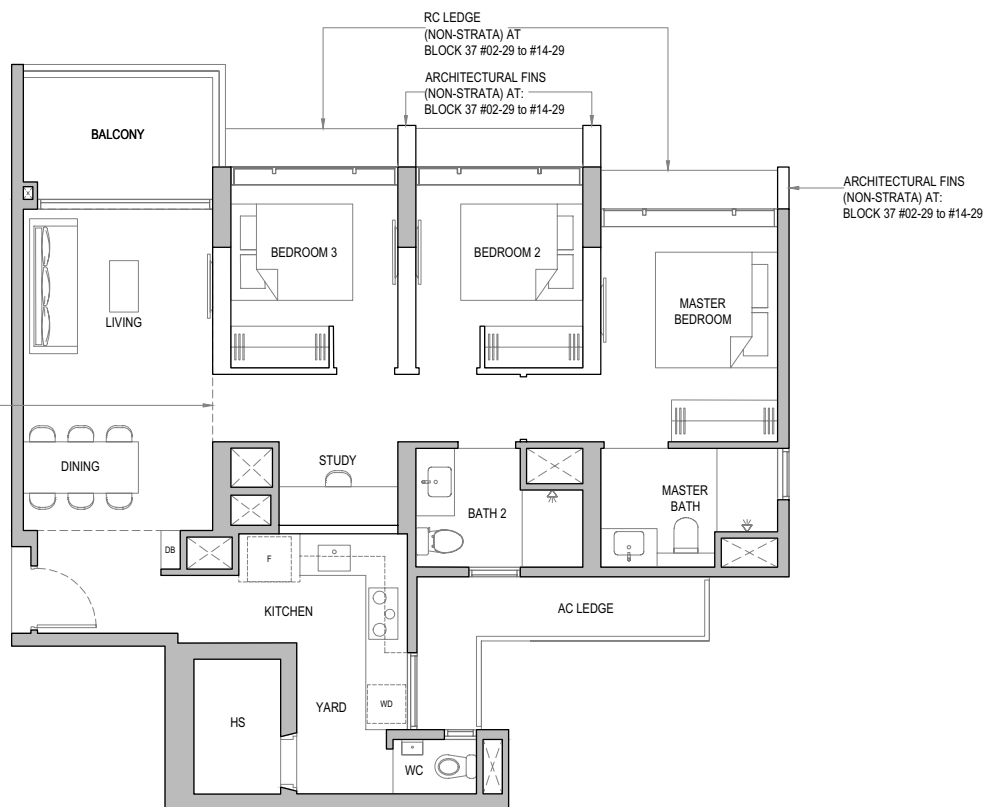 RC LEDGE
(NON-STRATA) AT
BLOCK 37 #02-29 to #14-29
ARCHITECTURAL FINS
(NON-STRATA) AT:
BLOCK 37 #02-29 to #14-29
ARCHITECTURAL FINS
(NON-STRATA) AT:
BLOCK 37 #02-29 to #14-29
BALCONY
BEDROOM 3
BEDROOM 2
MASTER
BEDROOM
LIVING
DINING
STUDY
BATH 2
MASTER
BATH
DB
F
KITCHEN
AC LEDGE
HS
YARD
WD
WC